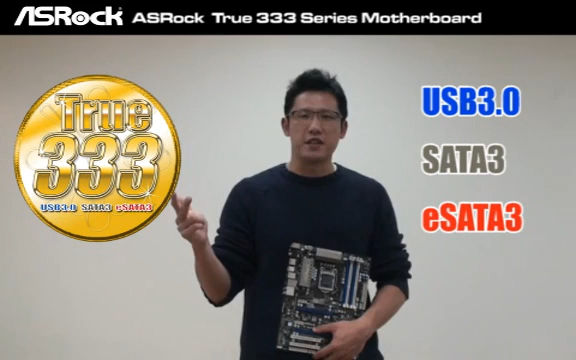 ASRock ASRock True 333 Series Motherboard
True
333
USB3.0 SATA3 eSATA3
USB3.0
SATA3
eSATA3